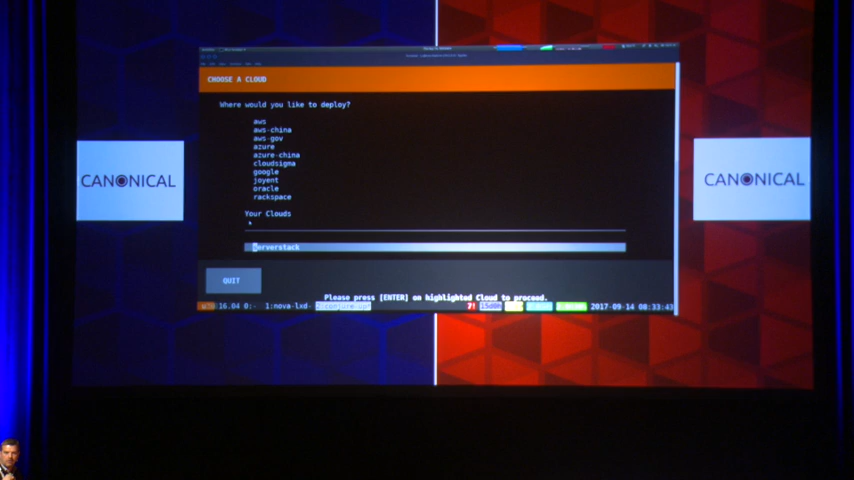 CHOOSE A CLOUD
Where would you like to deploy?
aws
aws-china
aws-gov
azure
azure-china
cloudsigma
google
joyent
oracle
rackspace
Your Clouds
serverstack
QUIT
Please press [ENTER] on highlighted Cloud to proceed.
16.04 0:- 1:nova-lxd- 2017-09-14 08:33:43
CANONICAL
CANONICAL